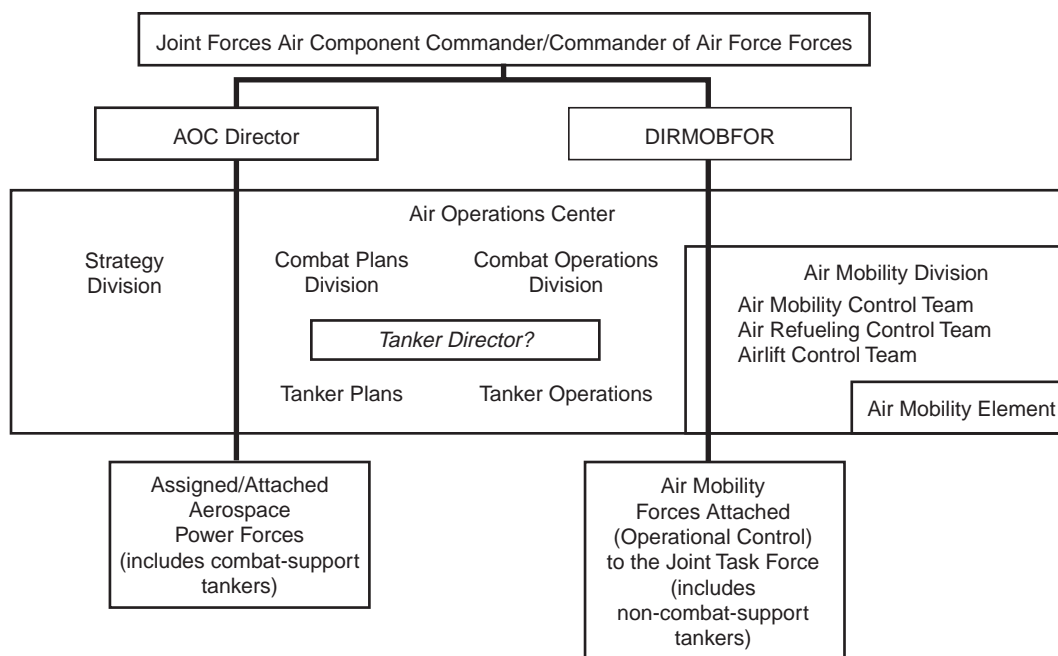 Joint Forces Air Component Commander/Commander of Air Force Forces
AOC Director
DIRMOBFOR
Air Operations Center
Strategy
Division
Combat Plans
Division
Combat Operations
Division
Tanker Director?
Tanker Plans
Tanker Operations
Air Mobility Division
Air Mobility Control Team
Air Refueling Control Team
Airlift Control Team
Air Mobility Element
Assigned/Attached
Aerospace
Power Forces
(includes combat-support
tankers)
Air Mobility
Forces Attached
(Operational Control)
to the Joint Task Force
(includes
non-combat-support
tankers)